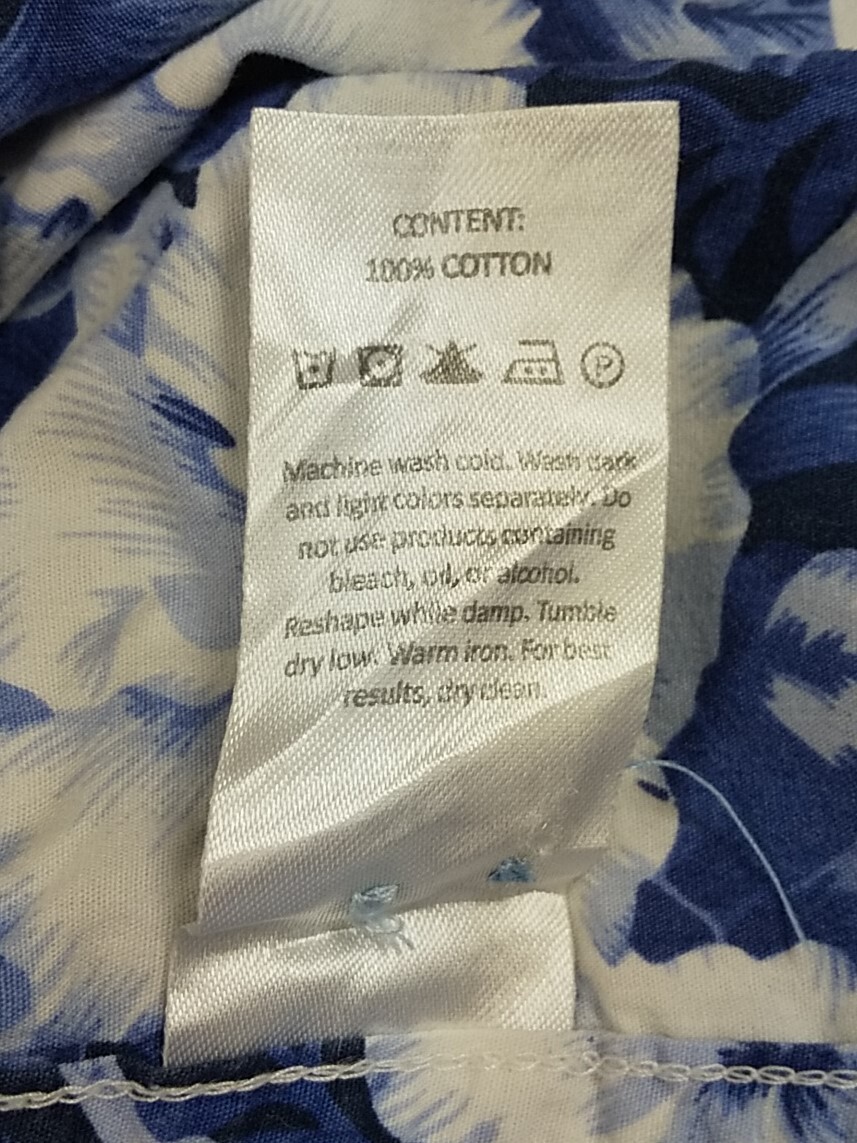 CONTENT:
100% COTTON
P
Machine wash cold. Wash dark
and light colors separately. Do
not use products containing
bleach, oil, or alcohol.
Reshape while damp. Tumble
dry low. Warm iron. For best
results, dry clean.